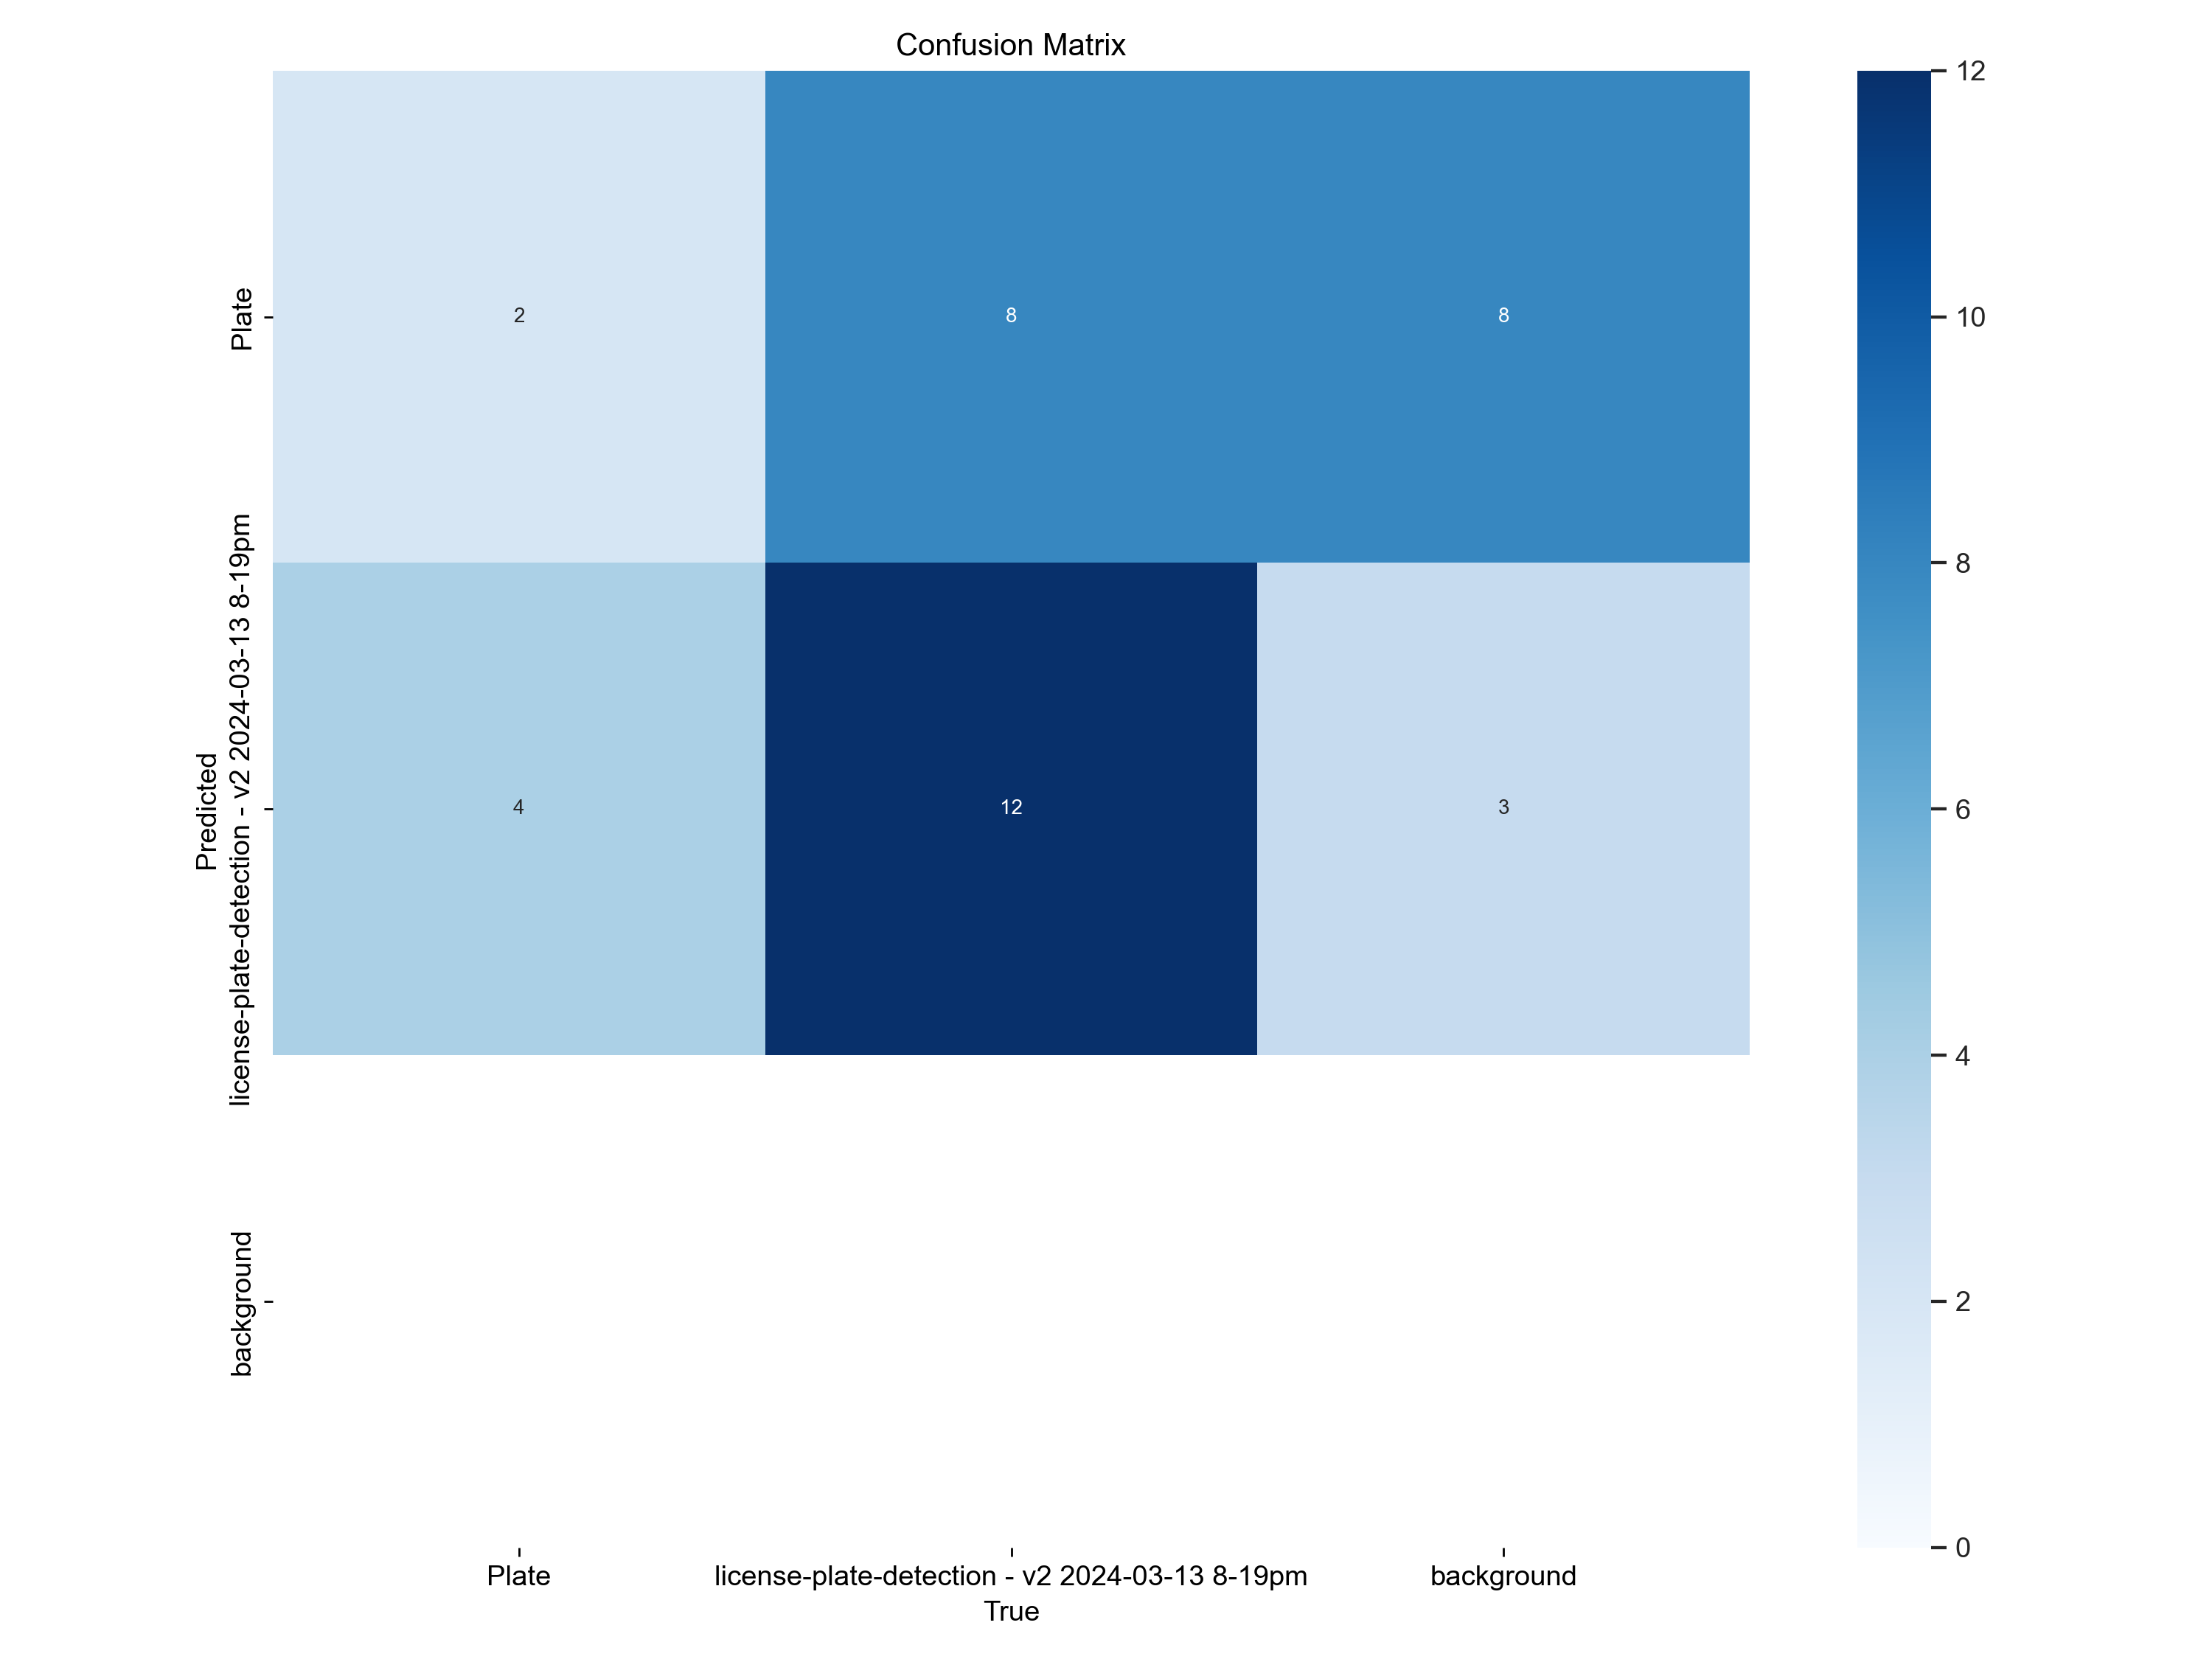 Confusion Matrix
Plate
license-plate-detection - v2 2024-03-13 8-19pm
background
Predicted
2
8
8
4
12
3
Plate
license-plate-detection - v2 2024-03-13 8-19pm
background
True
12
10
8
6
4
2
0